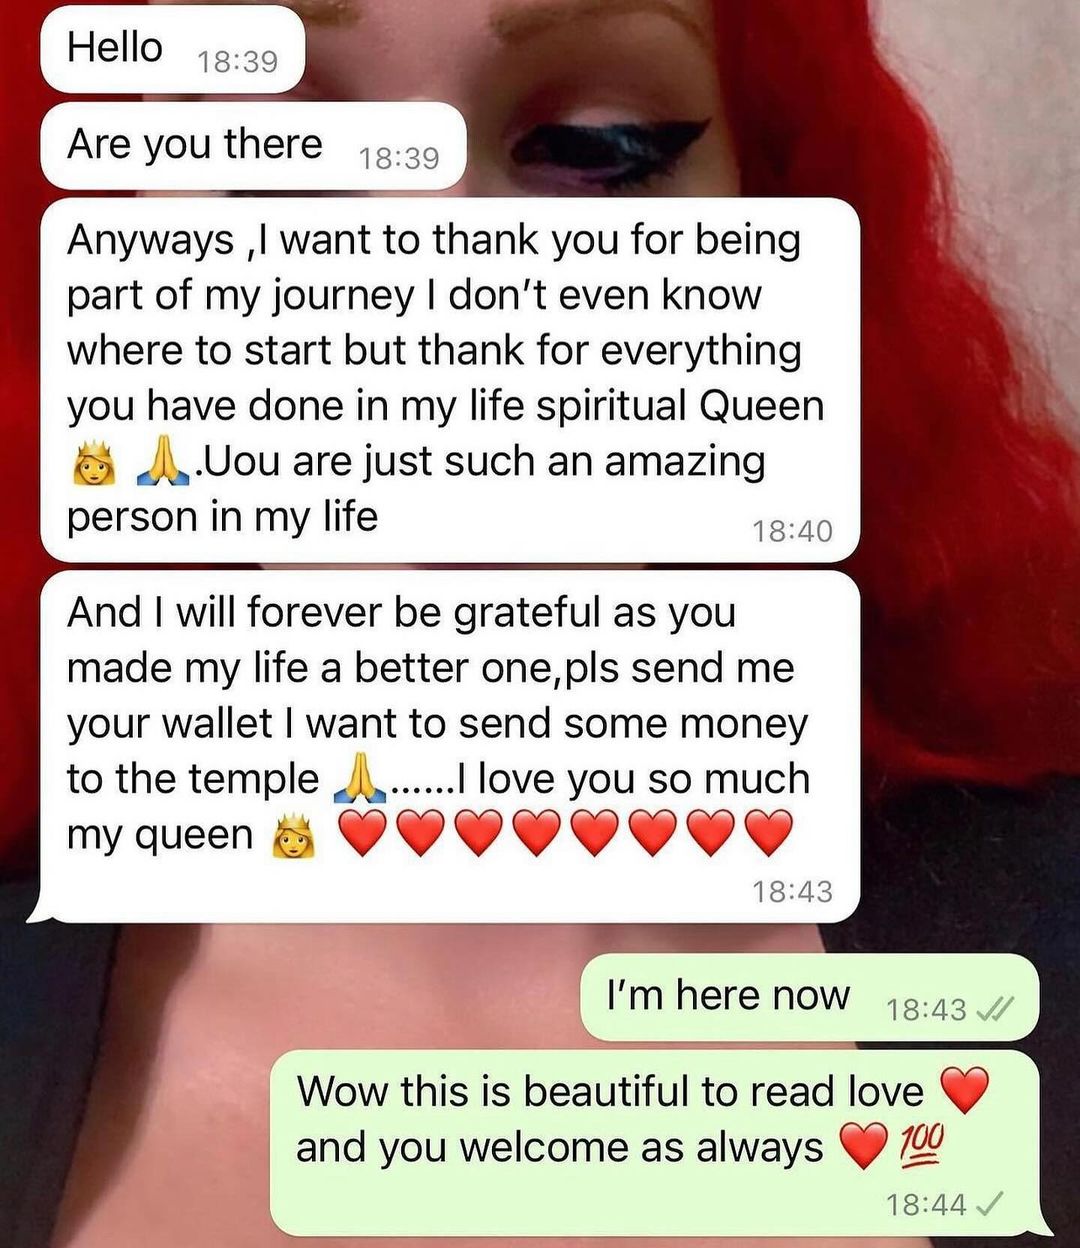 Hello 18:39
Are you there 18:39
Anyways ,I want to thank you for being
part of my journey I don't even know
where to start but thank for everything
you have done in my life spiritual Queen
👸 🙏.Uou are just such an amazing
person in my life 18:40
And I will forever be grateful as you
made my life a better one,pls send me
your wallet I want to send some money
to the temple 🙏......I love you so much
my queen 👸 ❤️❤️❤️❤️❤️❤️❤️❤️
18:43
I'm here now 18:43
Wow this is beautiful to read love ❤️
and you welcome as always ❤️ 💯
18:44